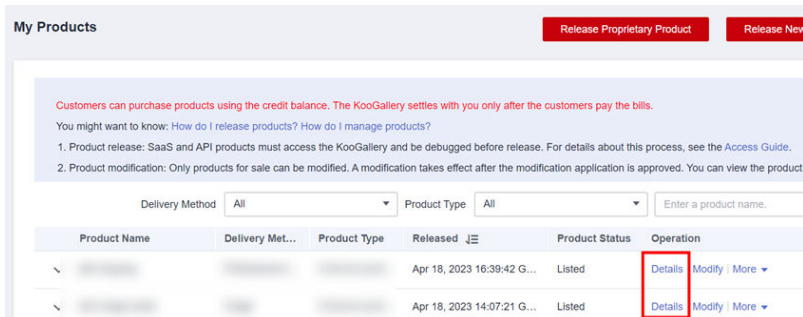 My Products
Release Proprietary Product
Release New
Customers can purchase products using the credit balance. The KooGallery settles with you only after the customers pay the bills.
You might want to know: How do I release products? How do I manage products?
1. Product release: SaaS and API products must access the KooGallery and be debugged before release. For details about this process, see the Access Guide.
2. Product modification: Only products for sale can be modified. A modification takes effect after the modification application is approved. You can view the product
Delivery Method All Product Type All Enter a product name.
Product Name Delivery Met... Product Type Released Product Status Operation
Apr 18, 2023 16:39:42 G... Listed Details Modify More
Apr 18, 2023 14:07:21 G... Listed Details Modify More